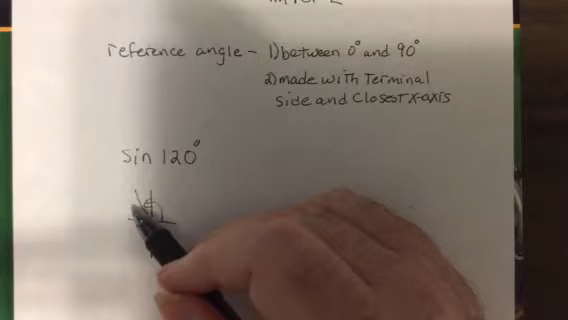 reference angle - 1) between 0° and 90°
2) made with Terminal
side and Closest x-axis
sin 120°